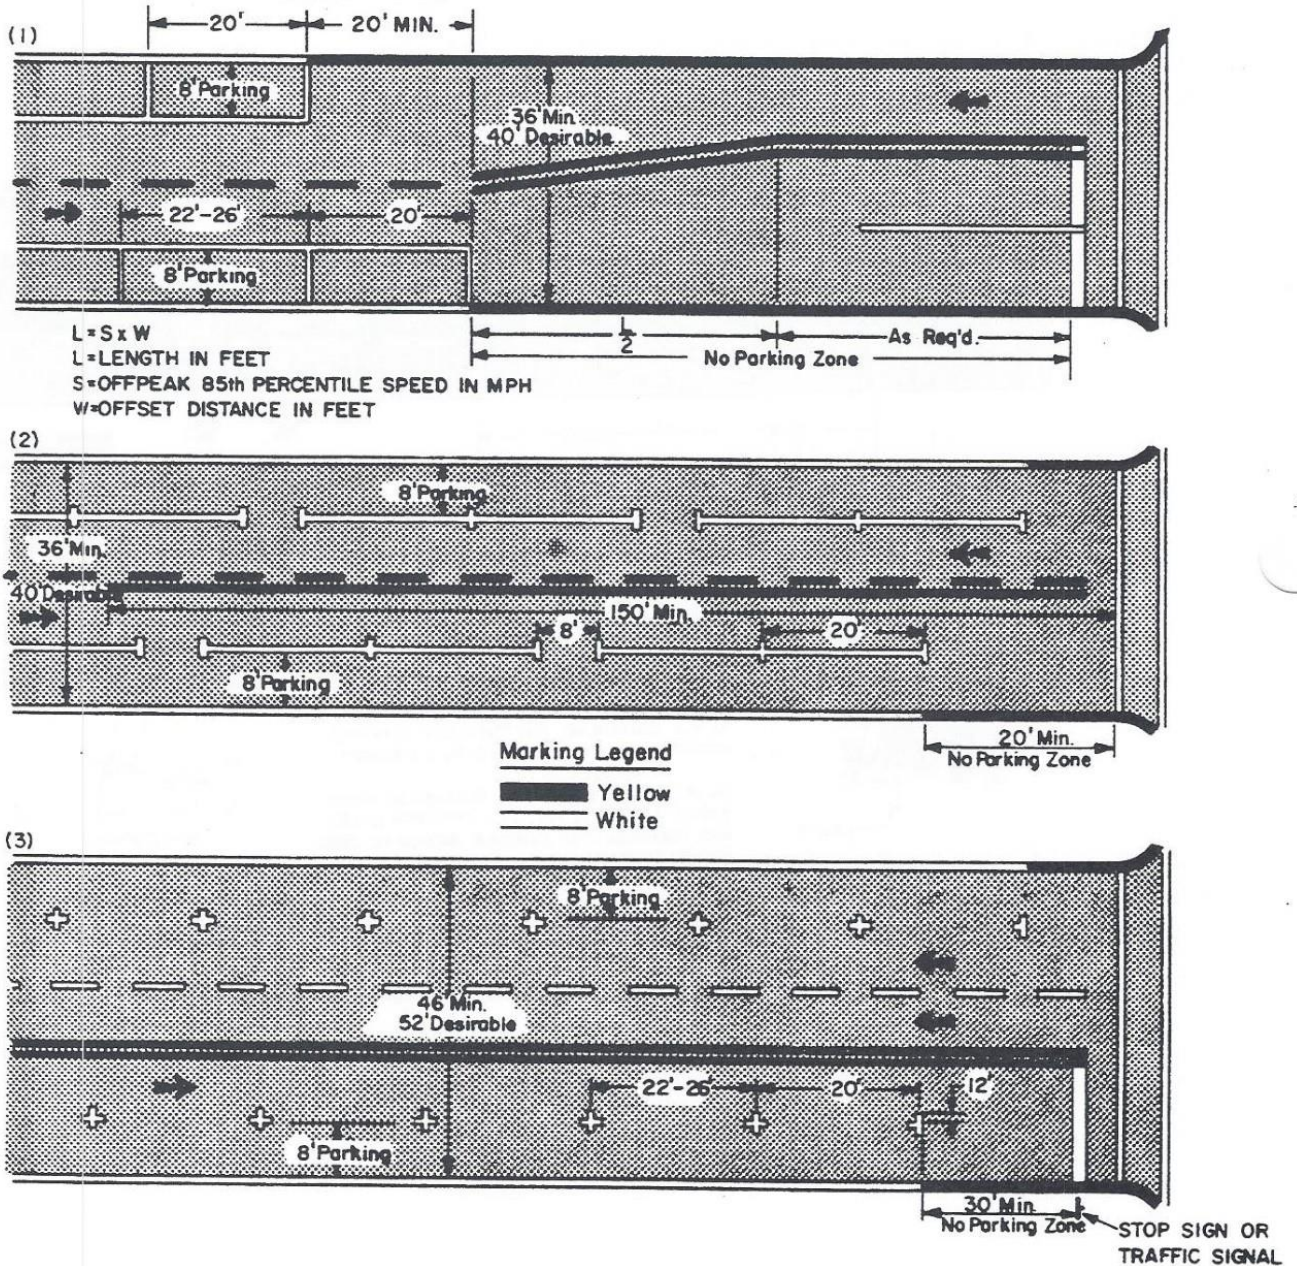 (1)
20'
20' MIN.
8' Parking
36' Min.
40' Desirable
22'-26'
20'
8' Parking
L = S x W
L = LENGTH IN FEET
S = OFFPEAK 85th PERCENTILE SPEED IN MPH
W = OFFSET DISTANCE IN FEET
L/2
As Req'd.
No Parking Zone
(2)
8' Parking
36' Min.
40' Desirable
150' Min.
8'
20'
8' Parking
20' Min.
No Parking Zone
Marking Legend
Yellow
White
(3)
8' Parking
46' Min.
52' Desirable
22'-26'
20'
12"
8' Parking
30' Min.
No Parking Zone
STOP SIGN OR
TRAFFIC SIGNAL